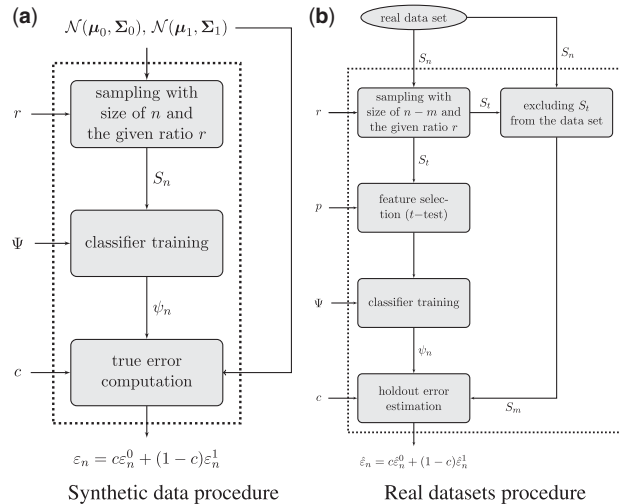 (a)
𝒩(μ₀, Σ₀), 𝒩(μ₁, Σ₁)
r
sampling with
size of n and
the given ratio r
Sₙ
Ψ
classifier training
ψₙ
c
true error
computation
εₙ = cεₙ⁰ + (1−c)εₙ¹
Synthetic data procedure
(b)
real data set
Sₙ
Sₙ
r
sampling with
size of n − m and
the given ratio r
Sₜ
excluding Sₜ
from the data set
Sₜ
p
feature selec-
tion (t−test)
Ψ
classifier training
ψₙ
c
holdout error
estimation
Sₘ
ε̂ₙ = cε̂ₙ⁰ + (1−c)ε̂ₙ¹
Real datasets procedure